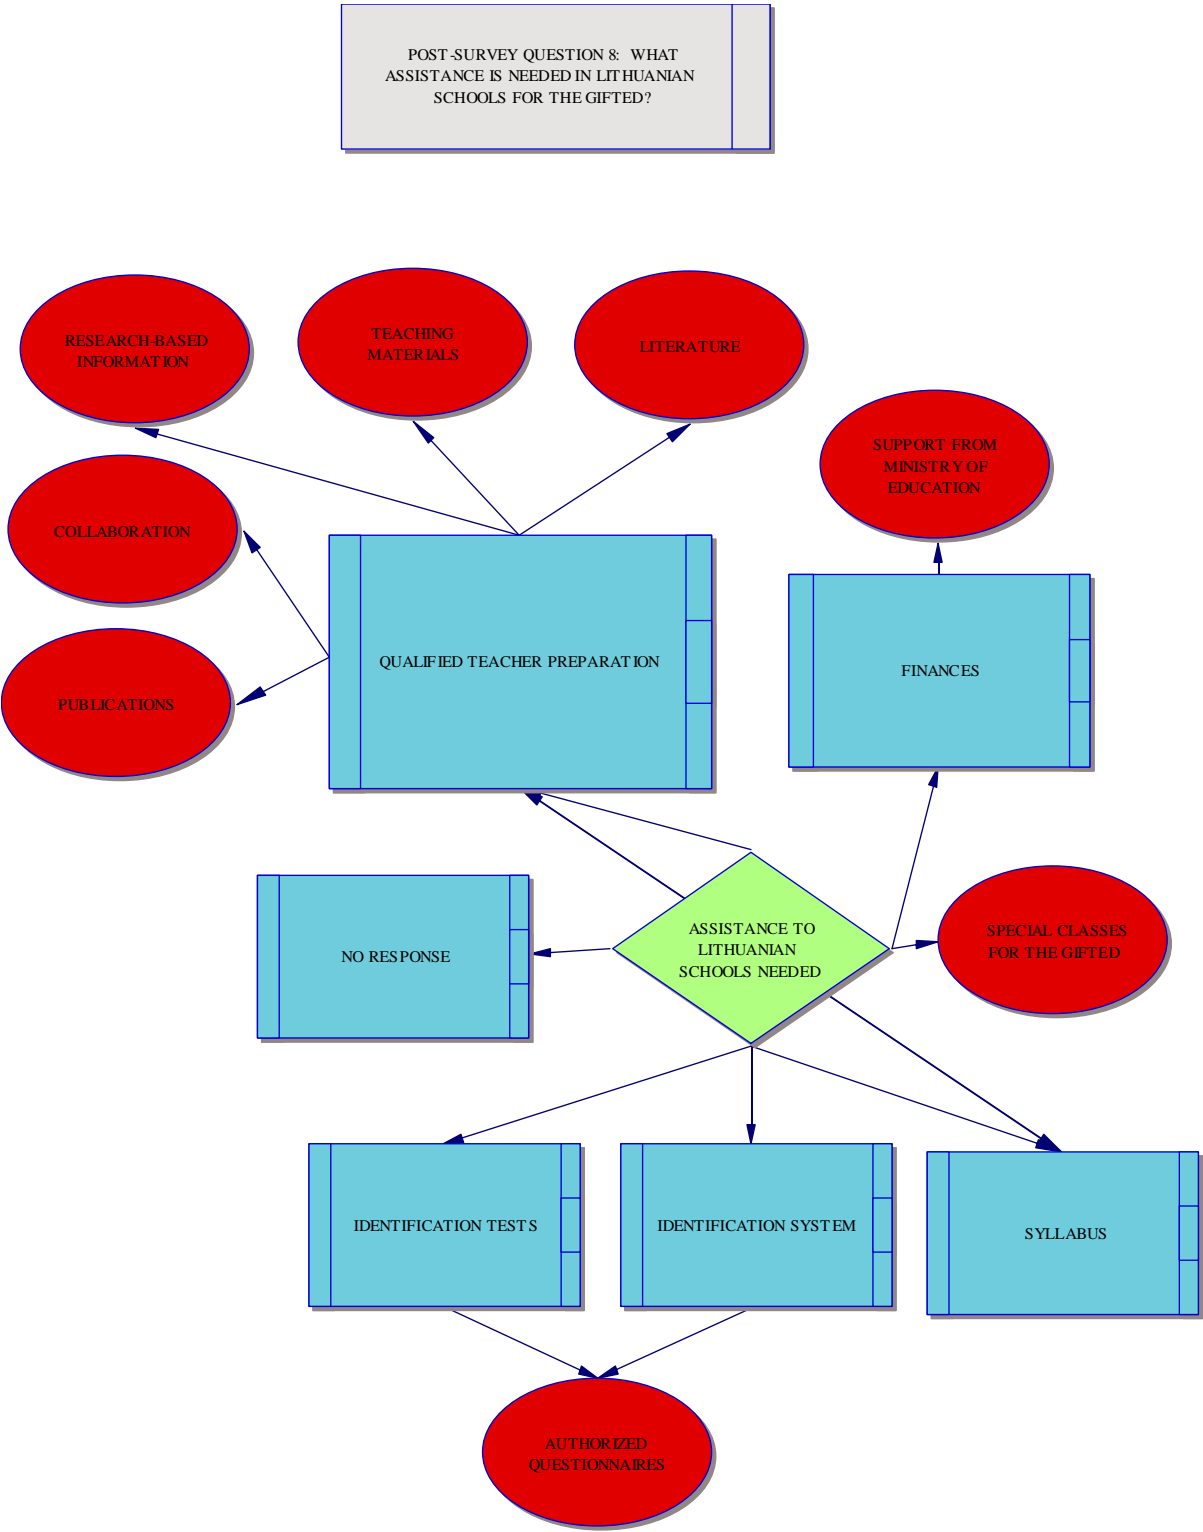 POST-SURVEY QUESTION 8: WHAT
ASSISTANCE IS NEEDED IN LITHUANIAN
SCHOOLS FOR THE GIFTED?
RESEARCH-BASED
INFORMATION
TEACHING
MATERIALS
LITERATURE
SUPPORT FROM
MINISTRY OF
EDUCATION
COLLABORATION
PUBLICATIONS
QUALIFIED TEACHER PREPARATION
FINANCES
NO RESPONSE
ASSISTANCE TO
LITHUANIAN
SCHOOLS NEEDED
SPECIAL CLASSES
FOR THE GIFTED
IDENTIFICATION TESTS
IDENTIFICATION SYSTEM
SYLLABUS
AUTHORIZED
QUESTIONNAIRES